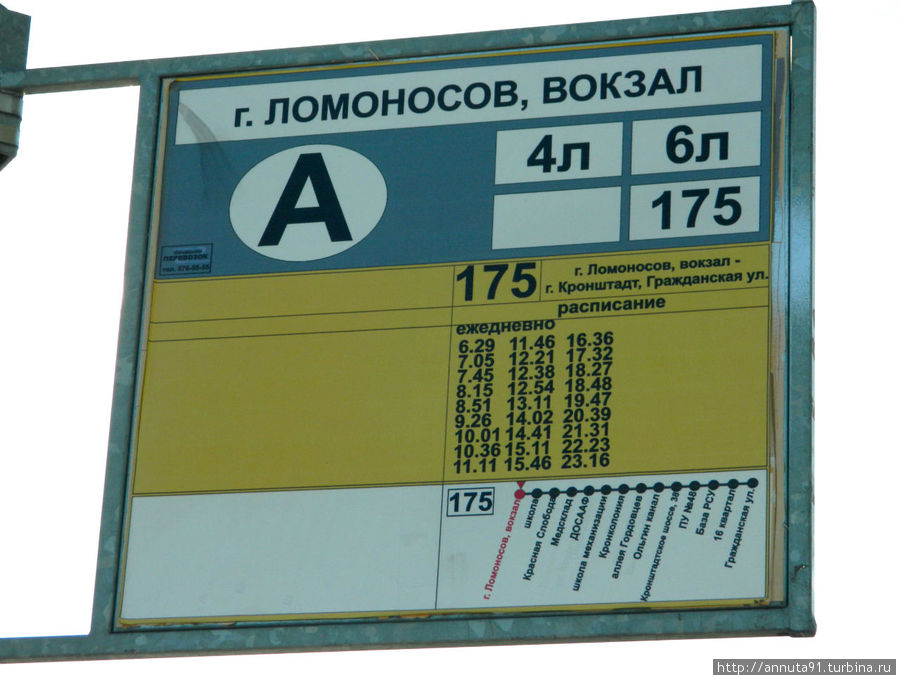 г. ЛОМОНОСОВ, ВОКЗАЛ
А
4л 6л
175
ПЕРЕВОЗОК
тел. 576-55-55
175
г. Ломоносов, вокзал -
г. Кронштадт, Гражданская ул.
расписание
ежедневно
6.29 11.46 16.36
7.05 12.21 17.32
7.45 12.38 18.27
8.15 12.54 18.48
8.51 13.11 19.47
9.26 14.02 20.39
10.01 14.41 21.31
10.36 15.11 22.23
11.11 15.46 23.16
175
г. Ломоносов, вокзал
школа
Красная Слобода
Медсклад
ДОСААФ
школа механизации
Кронколония
аллея Гордовцев
Ольгин канал
Кронштадтское шоссе, 38
ПУ №48
База РСУ
16 квартал
Гражданская ул.
http://annuta91.turbina.ru